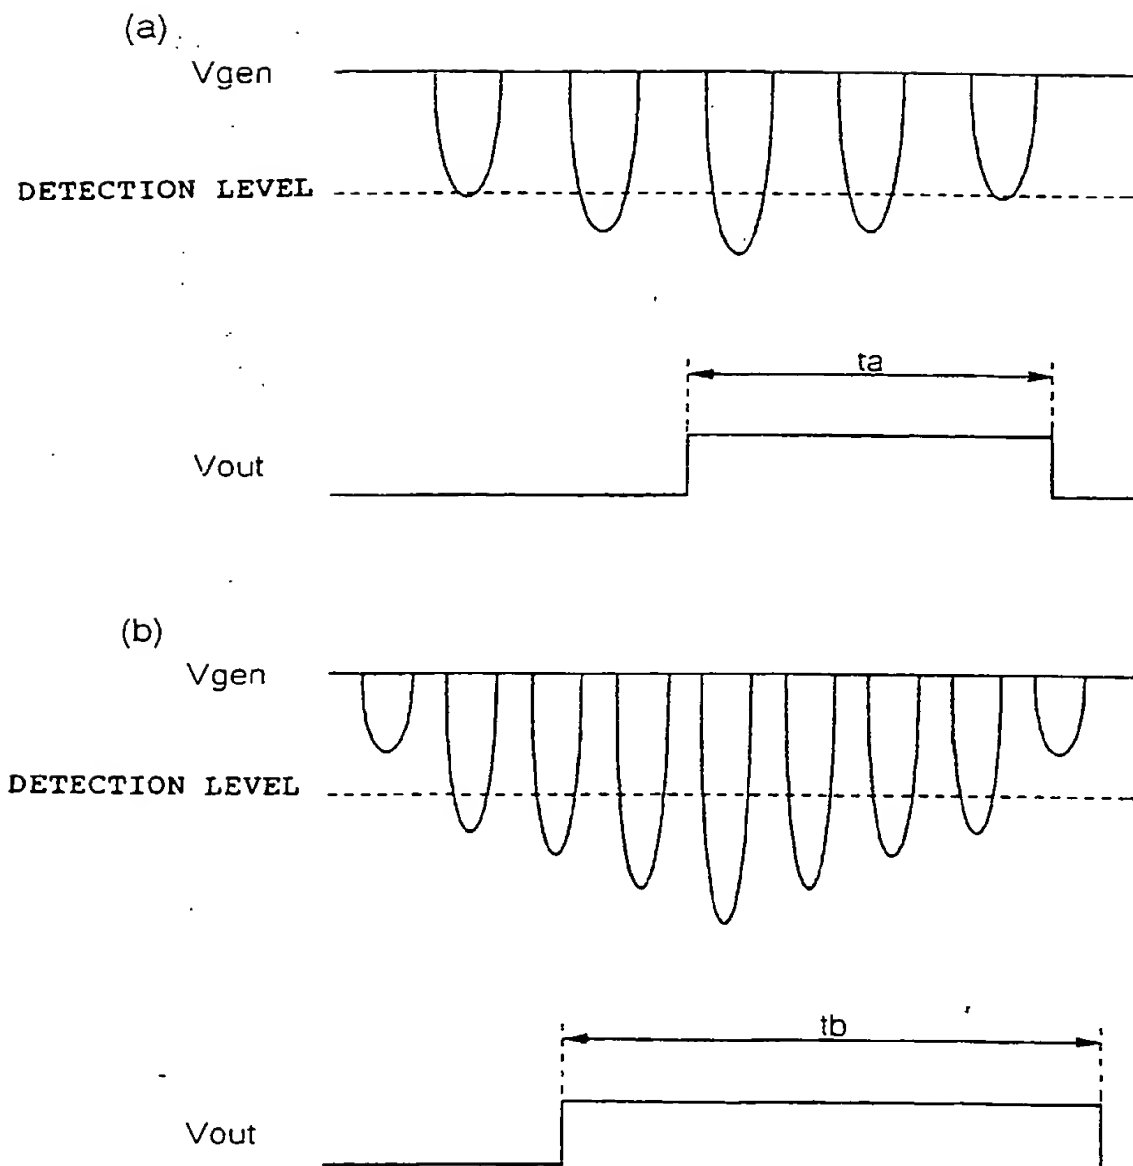 (a)
Vgen
DETECTION LEVEL
ta
Vout
(b)
Vgen
DETECTION LEVEL
tb
Vout